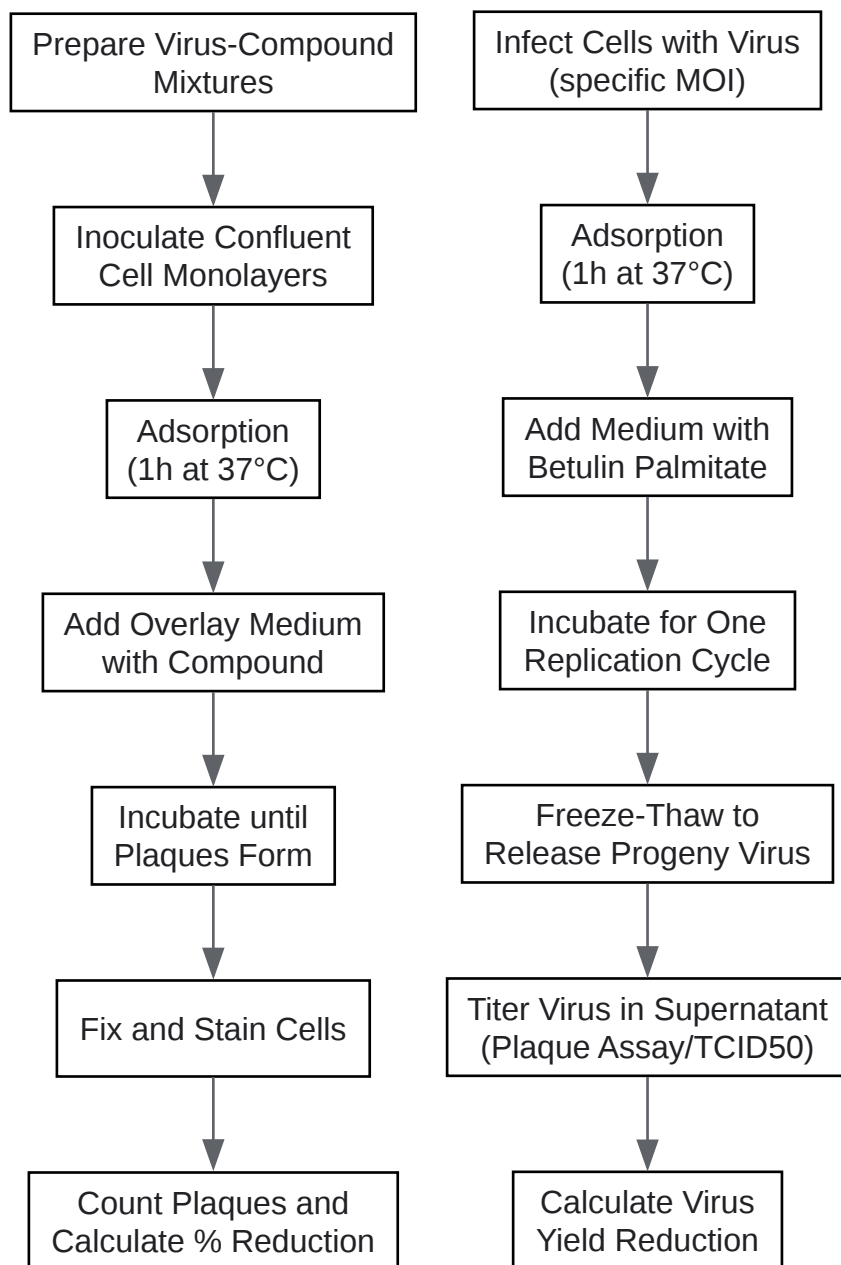 Prepare Virus-Compound
Mixtures
Inoculate Confluent
Cell Monolayers
Adsorption
(1h at 37°C)
Add Overlay Medium
with Compound
Incubate until
Plaques Form
Fix and Stain Cells
Count Plaques and
Calculate % Reduction
Infect Cells with Virus
(specific MOI)
Adsorption
(1h at 37°C)
Add Medium with
Betulin Palmitate
Incubate for One
Replication Cycle
Freeze-Thaw to
Release Progeny Virus
Titer Virus in Supernatant
(Plaque Assay/TCID50)
Calculate Virus
Yield Reduction